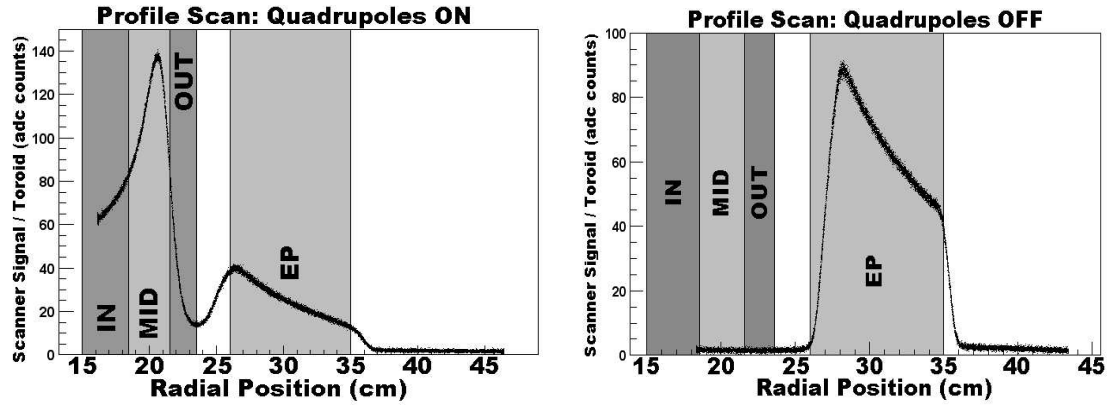 Profile Scan: Quadrupoles ON
Scanner Signal / Toroid (adc counts)
140
120
100
80
60
40
20
0
IN
MID
OUT
EP
15 20 25 30 35 40 45
Radial Position (cm)
Profile Scan: Quadrupoles OFF
Scanner Signal / Toroid (adc counts)
100
80
60
40
20
0
IN
MID
OUT
EP
15 20 25 30 35 40 45
Radial Position (cm)